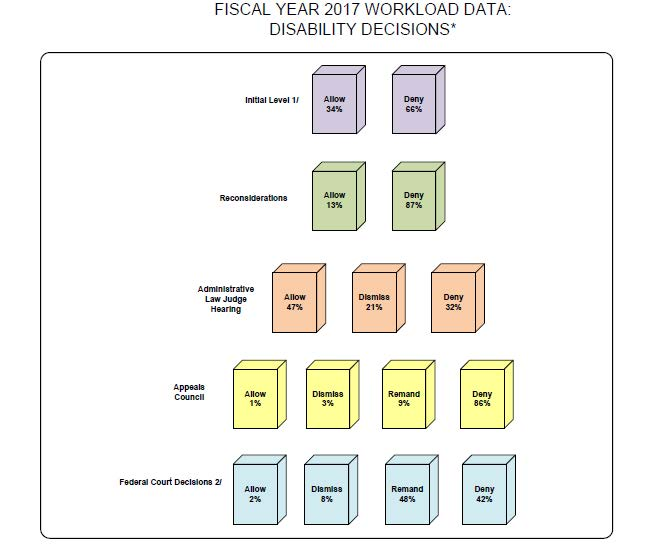 FISCAL YEAR 2017 WORKLOAD DATA:
DISABILITY DECISIONS*
Initial Level 1/
Allow
34%
Deny
66%
Reconsiderations
Allow
13%
Deny
87%
Administrative
Law Judge
Hearing
Allow
47%
Dismiss
21%
Deny
32%
Appeals
Council
Allow
1%
Dismiss
3%
Remand
9%
Deny
86%
Federal Court Decisions 2/
Allow
2%
Dismiss
8%
Remand
48%
Deny
42%